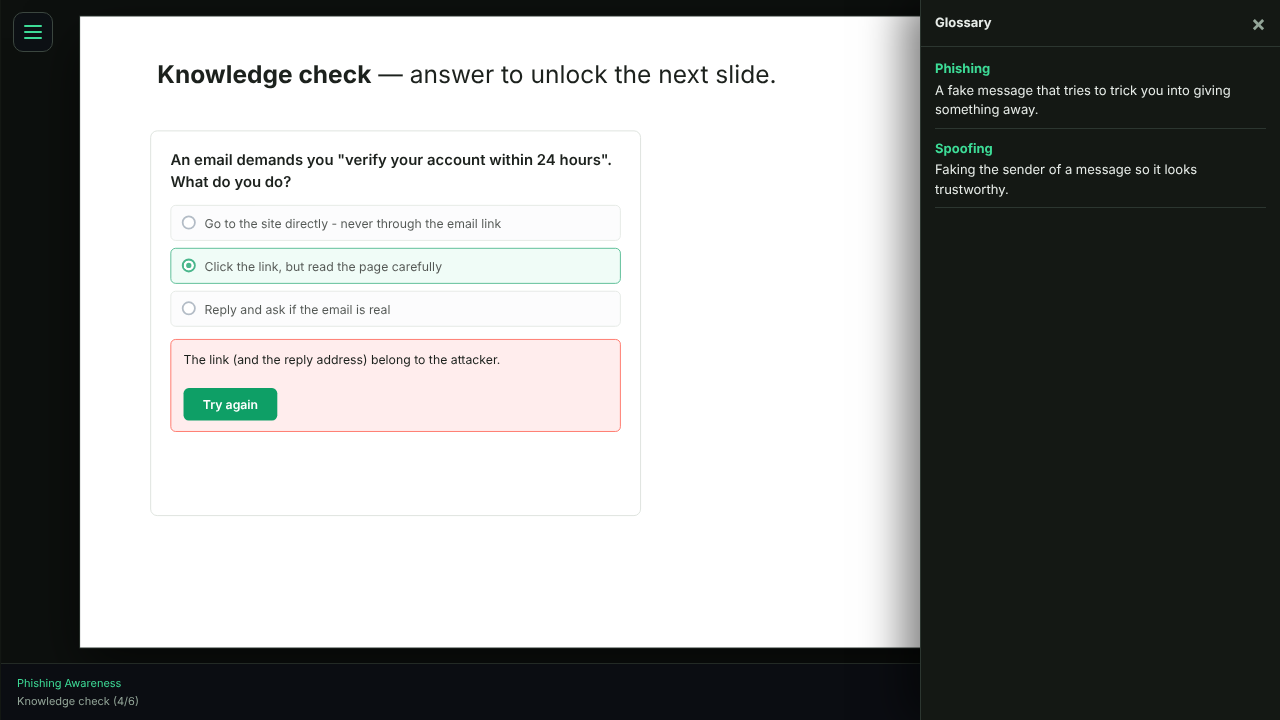 Knowledge check — answer to unlock the next slide.
An email demands you "verify your account within 24 hours".
What do you do?
Go to the site directly - never through the email link
Click the link, but read the page carefully
Reply and ask if the email is real
The link (and the reply address) belong to the attacker.
Try again
Phishing Awareness
Knowledge check (4/6)
Glossary
Phishing
A fake message that tries to trick you into giving
something away.
Spoofing
Faking the sender of a message so it looks
trustworthy.